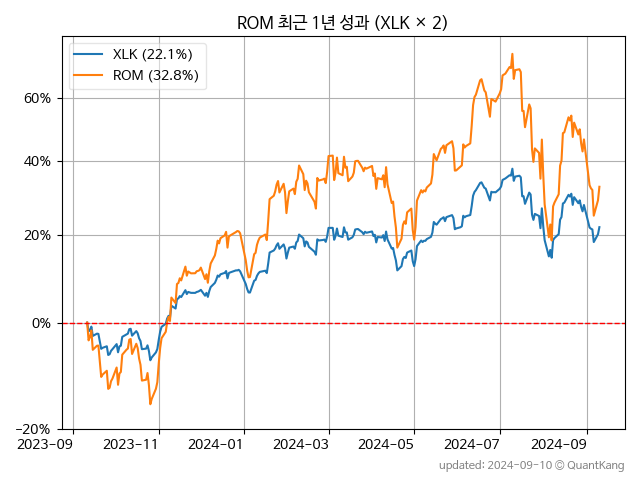 ROM 최근 1년 성과 (XLK × 2)
XLK (22.1%)
ROM (32.8%)
60%
40%
20%
0%
−20%
2023-09 2023-11 2024-01 2024-03 2024-05 2024-07 2024-09
updated: 2024-09-10 © QuantKang